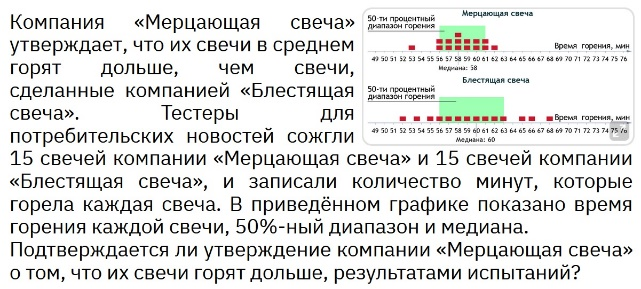 Компания «Мерцающая свеча»
утверждает, что их свечи в среднем
горят дольше, чем свечи,
сделанные компанией «Блестящая
свеча». Тестеры для
потребительских новостей сожгли
15 свечей компании «Мерцающая свеча» и 15 свечей компании
«Блестящая свеча», и записали количество минут, которые
горела каждая свеча. В приведённом графике показано время
горения каждой свечи, 50%-ный диапазон и медиана.
Подтверждается ли утверждение компании «Мерцающая свеча»
о том, что их свечи горят дольше, результатами испытаний?
Мерцающая свеча
50-ти процентный
диапазон горения
Время горения, мин
49 50 51 52 53 54 55 56 57 58 59 60 61 62 63 64 65 66 67 68 69 70 71 72 73 74 75 76
Медиана: 58
Блестящая свеча
50-ти процентный
диапазон горения
Время горения, мин
49 50 51 52 53 54 55 56 57 58 59 60 61 62 63 64 65 66 67 68 69 70 71 72 73 74 75 76
Медиана: 60